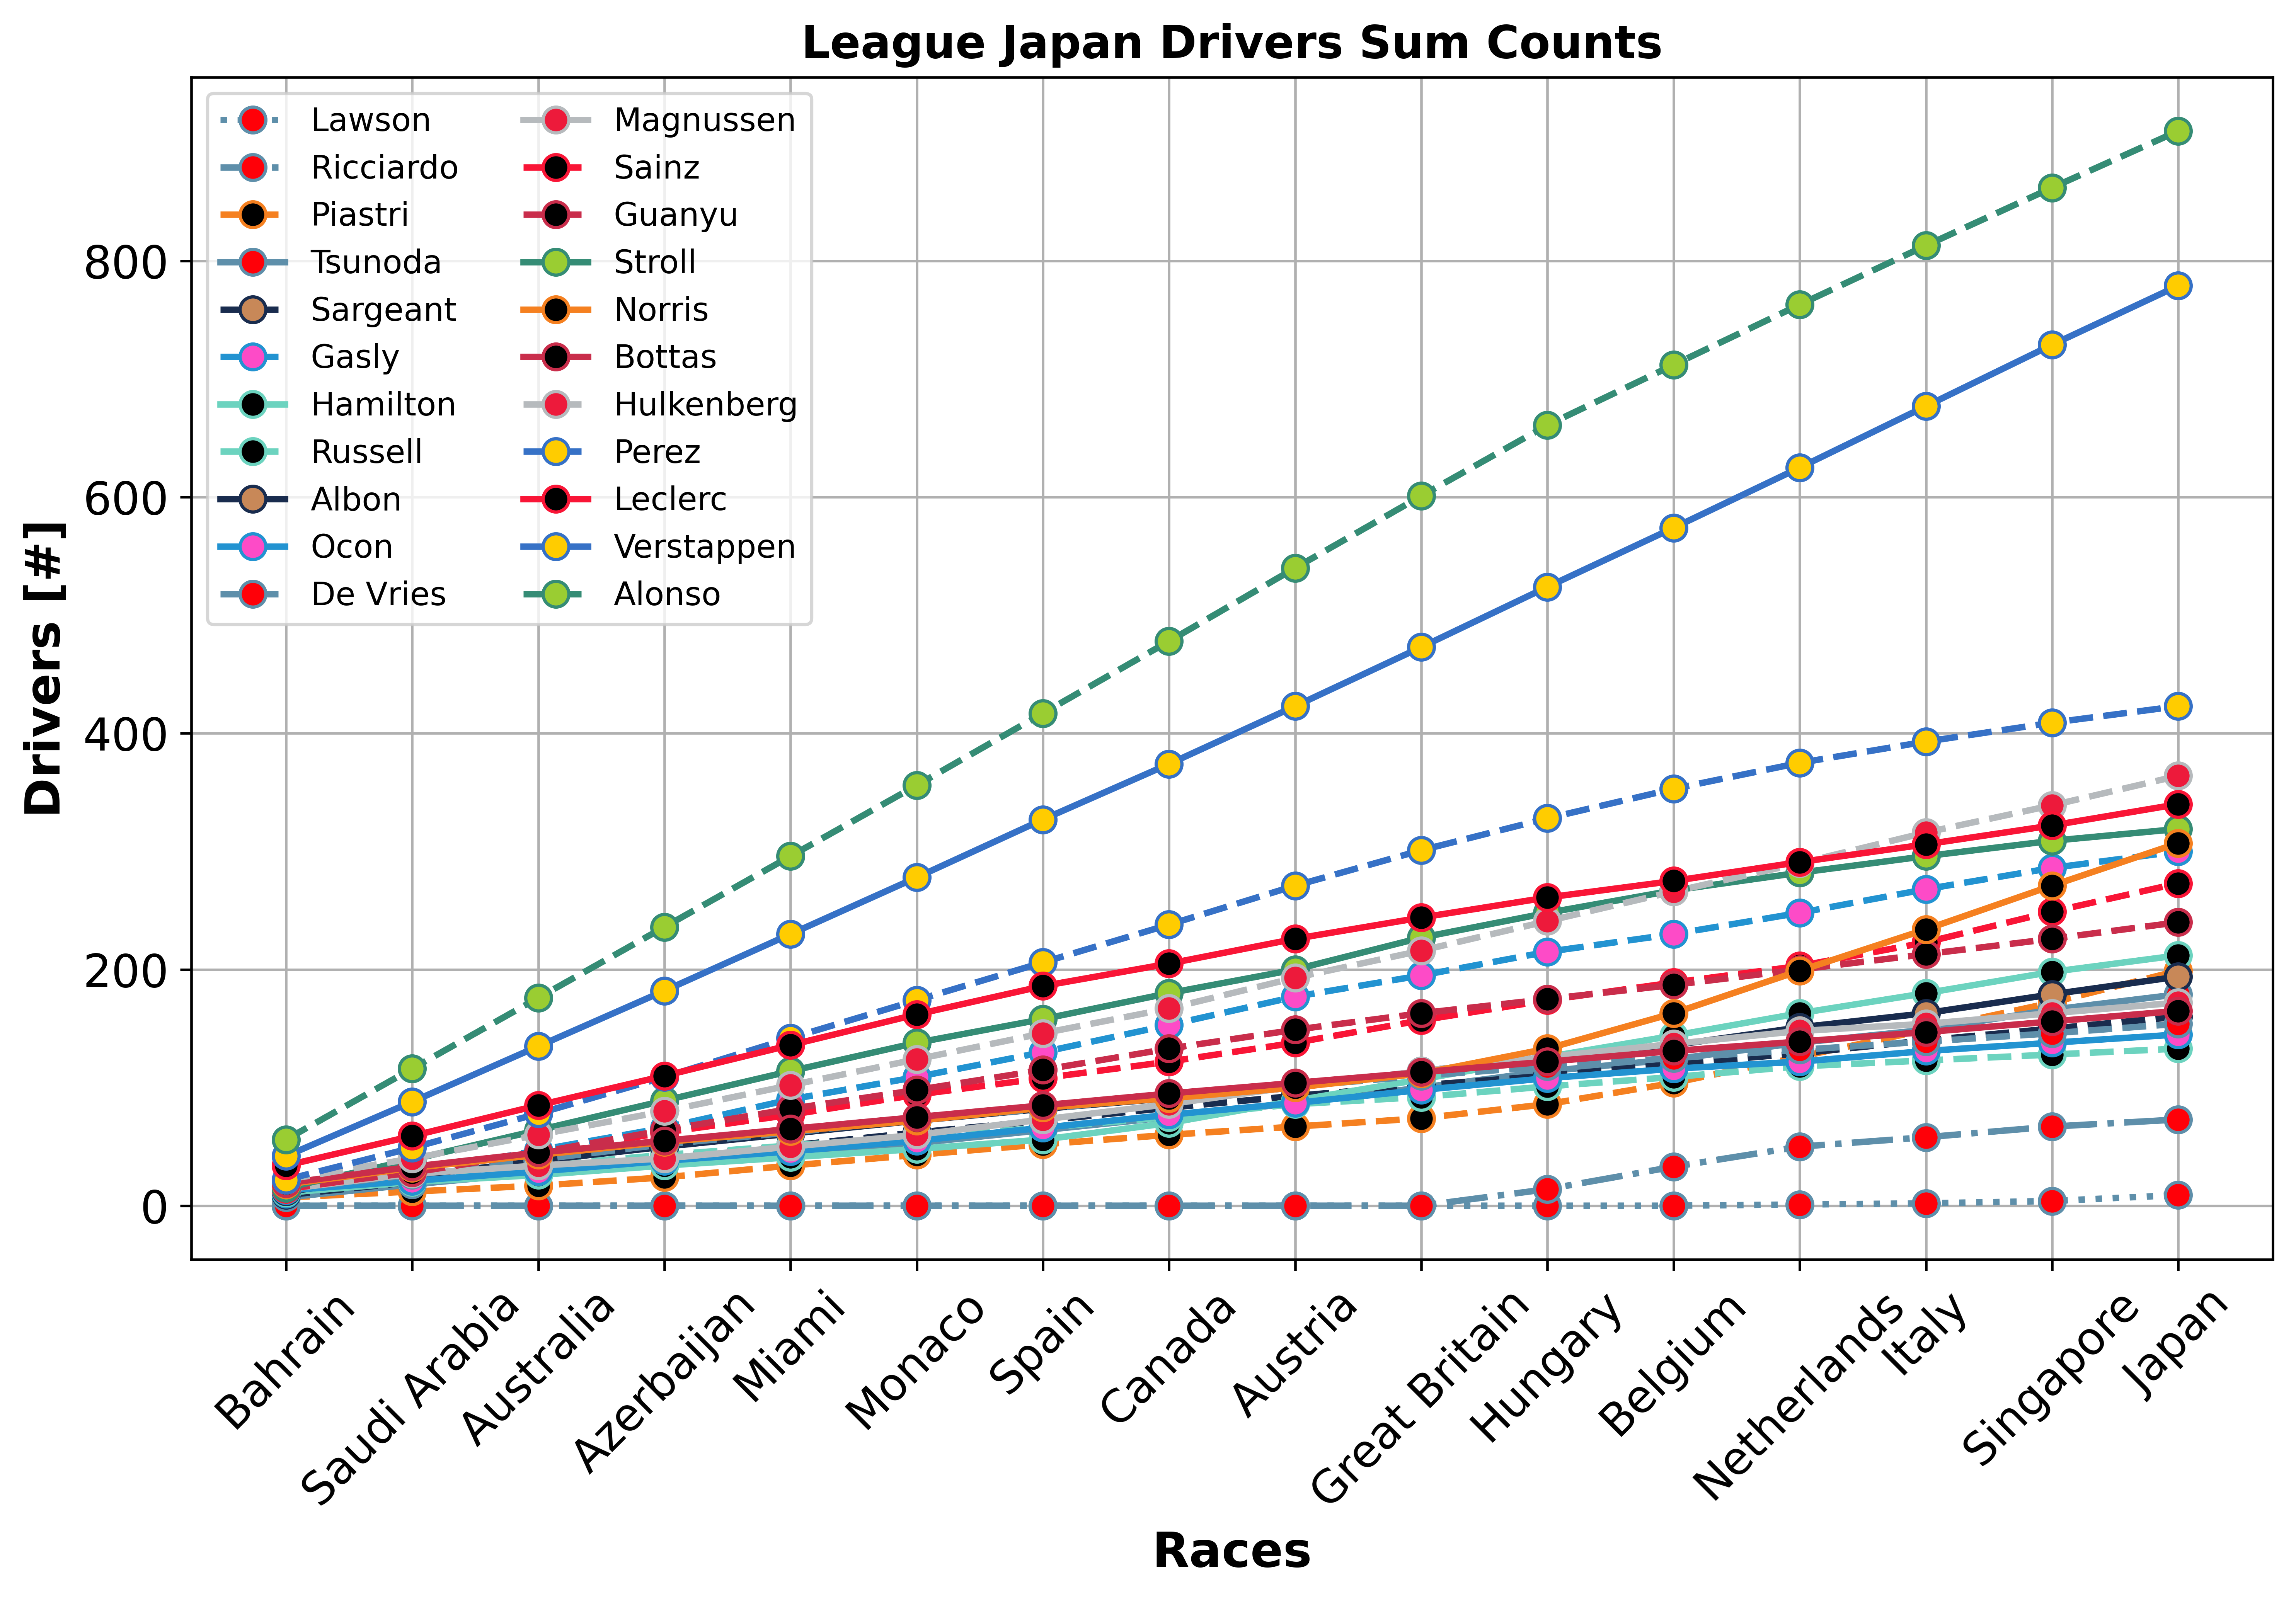 League Japan Drivers Sum Counts
Lawson
Ricciardo
Piastri
Tsunoda
Sargeant
Gasly
Hamilton
Russell
Albon
Ocon
De Vries
Magnussen
Sainz
Guanyu
Stroll
Norris
Bottas
Hulkenberg
Perez
Leclerc
Verstappen
Alonso
Drivers [#]
800
600
400
200
0
Bahrain
Saudi Arabia
Australia
Azerbaijan
Miami
Monaco
Spain
Canada
Austria
Great Britain
Hungary
Belgium
Netherlands
Italy
Singapore
Japan
Races